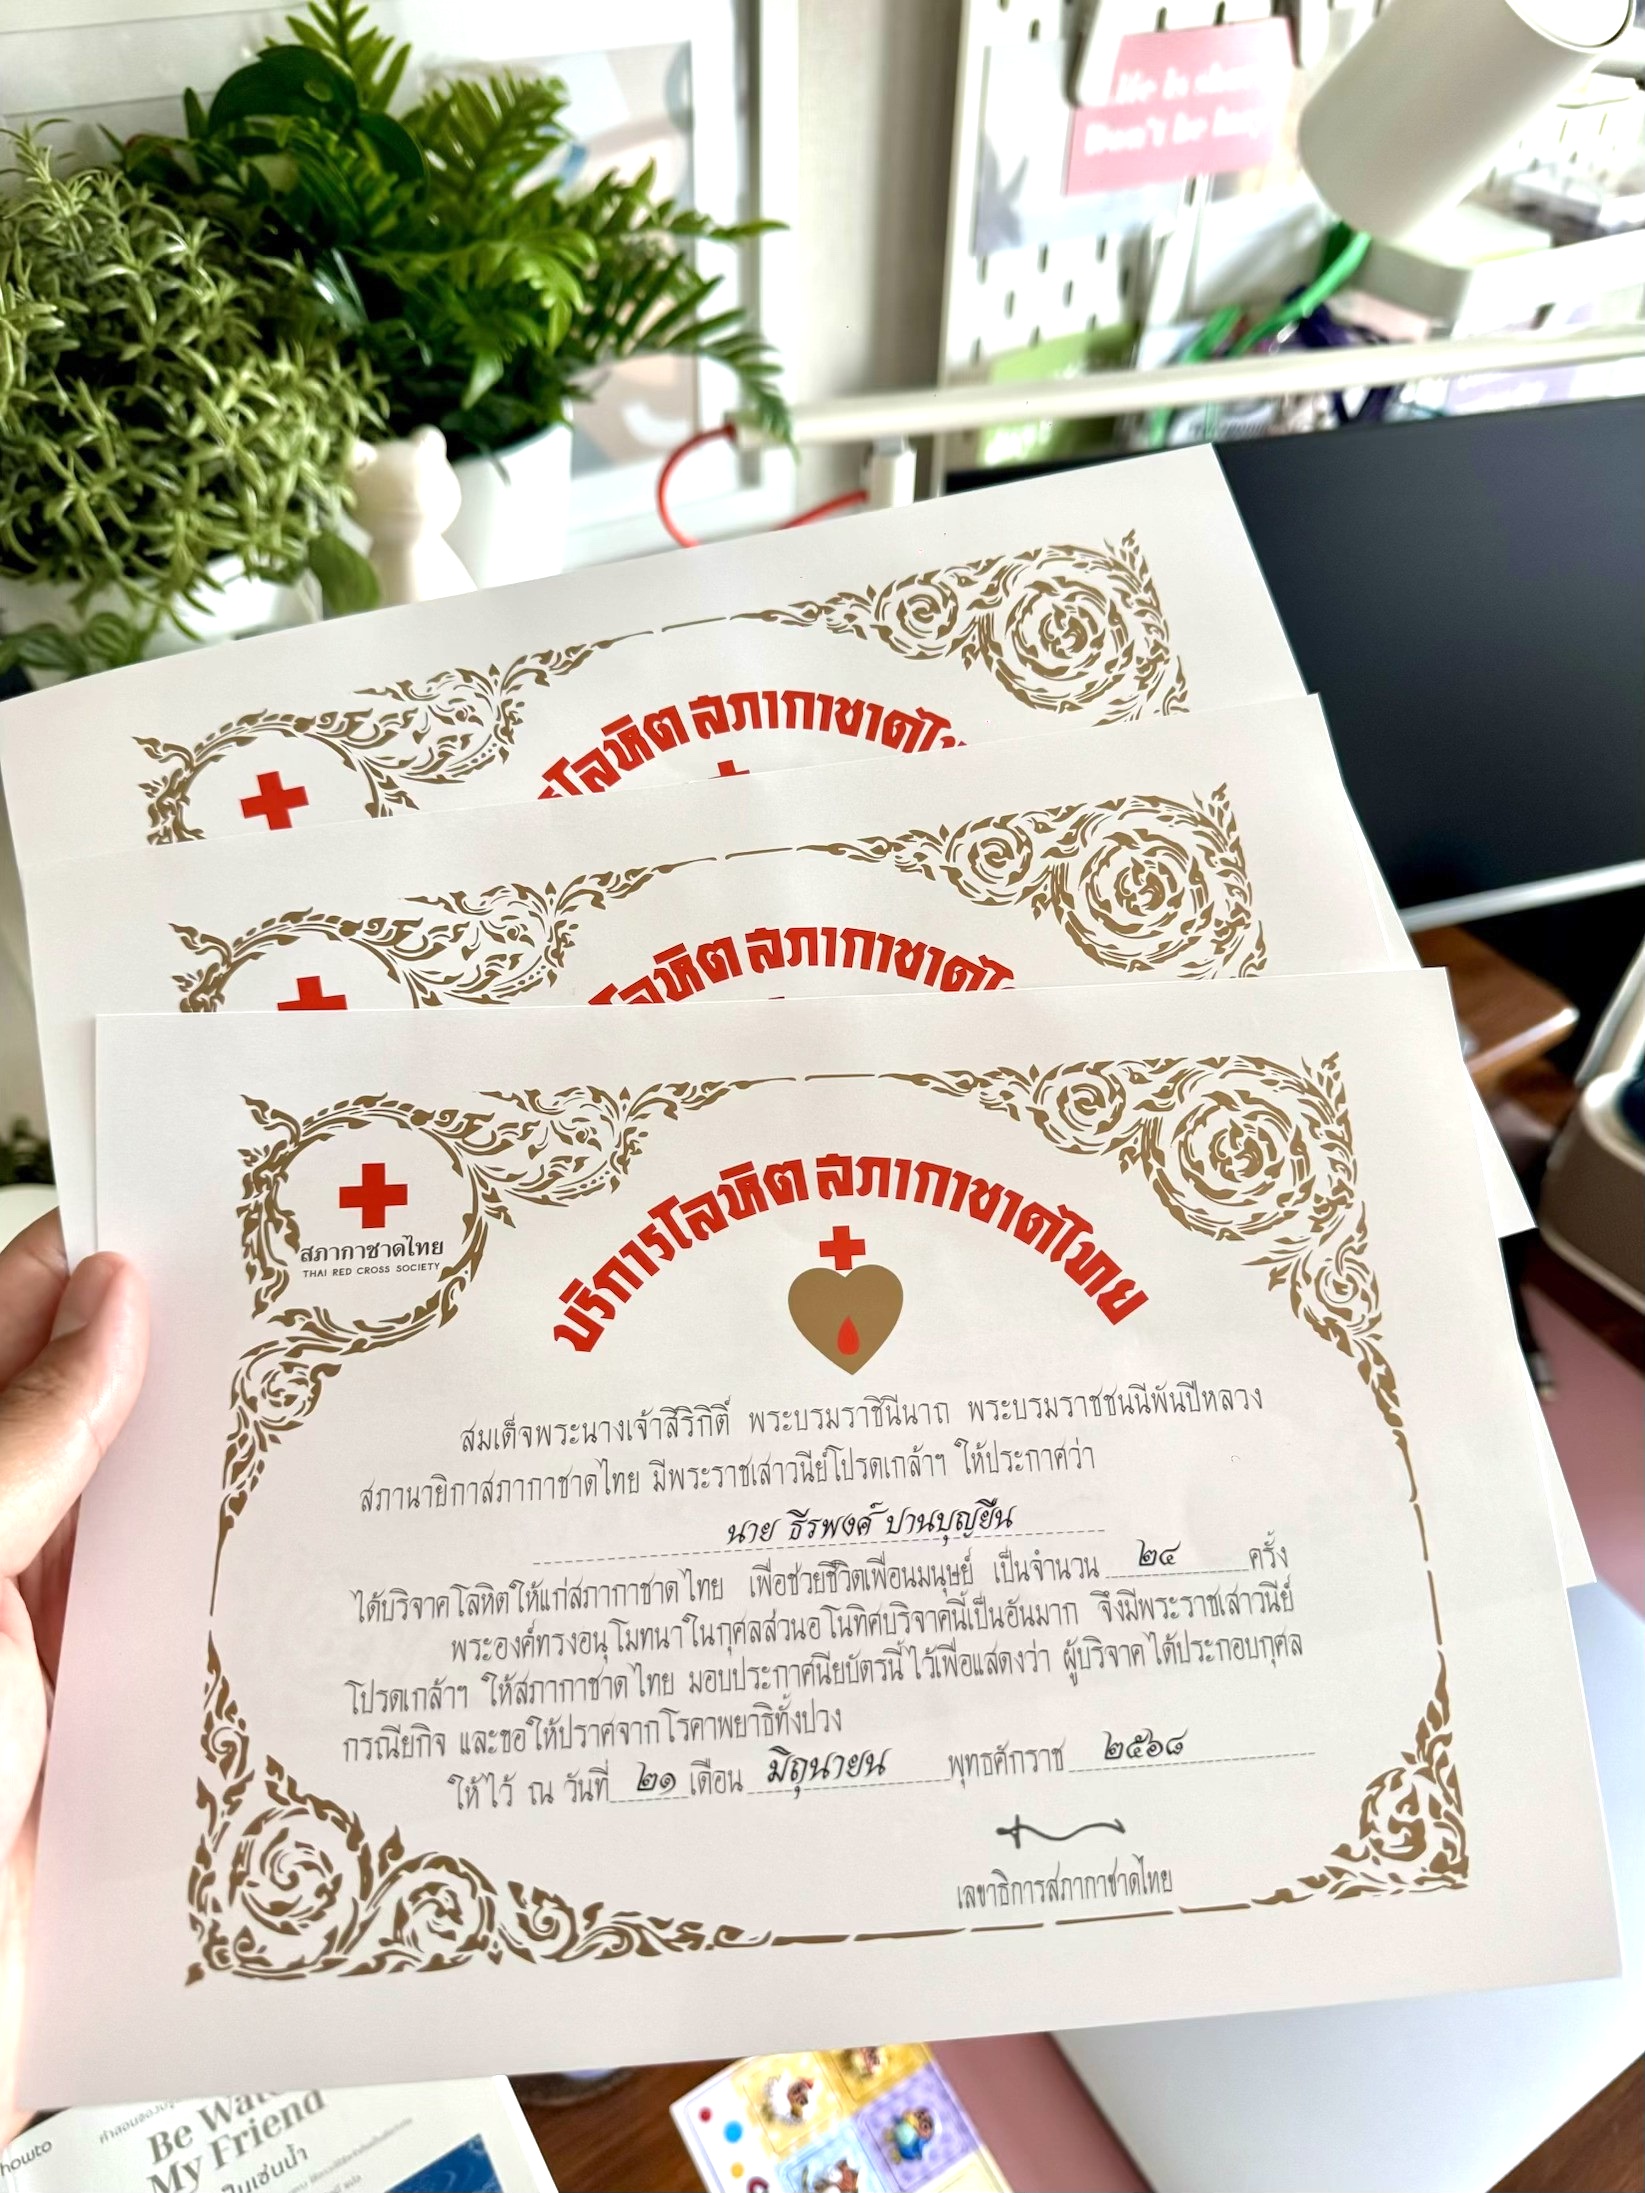 โลหิต สภากาชาดไ
โลหิต สภากาชาดไ
สภากาชาดไทย
THAI RED CROSS SOCIETY
บริการโลหิต สภากาชาดไทย
สมเด็จพระนางเจ้าสิริกิติ์ พระบรมราชินีนาถ พระบรมราชชนนีพันปีหลวง
สภานายิกาสภากาชาดไทย มีพระราชเสาวนีย์โปรดเกล้าฯ ให้ประกาศว่า
นาย ธีรพงศ์ ปานบุญยืน
ได้บริจาคโลหิตให้แก่สภากาชาดไทย เพื่อช่วยชีวิตเพื่อนมนุษย์ เป็นจำนวน ๒๔ ครั้ง
พระองค์ทรงอนุโมทนาในกุศลส่วนอโนทิศบริจาคนี้เป็นอันมาก จึงมีพระราชเสาวนีย์
โปรดเกล้าฯ ให้สภากาชาดไทย มอบประกาศนียบัตรนี้ไว้เพื่อแสดงว่า ผู้บริจาคได้ประกอบกุศล
กรณียกิจ และขอให้ปราศจากโรคาพยาธิทั้งปวง
ให้ไว้ ณ วันที่ ๒๑ เดือน มิถุนายน พุทธศักราช ๒๕๖๘
เลขาธิการสภากาชาดไทย
howto
Be Wat
My Friend